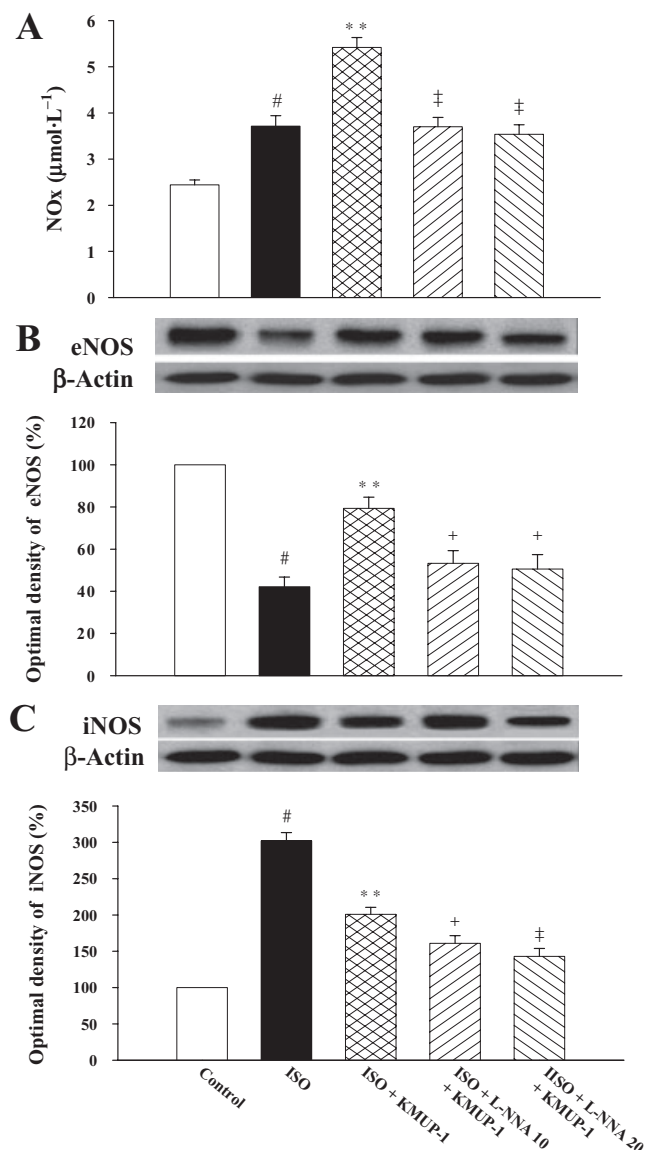 A
NOx (μmol·L⁻¹)
6
5
4
3
2
1
0
#
**
‡
‡
B
eNOS
β-Actin
Optimal density of eNOS (%)
120
100
80
60
40
20
0
#
**
+
+
C
iNOS
β-Actin
Optimal density of iNOS (%)
350
300
250
200
150
100
50
0
#
**
+
‡
Control
ISO
ISO + KMUP-1
ISO + L-NNA 10
+ KMUP-1
IISO + L-NNA 20
+ KMUP-1